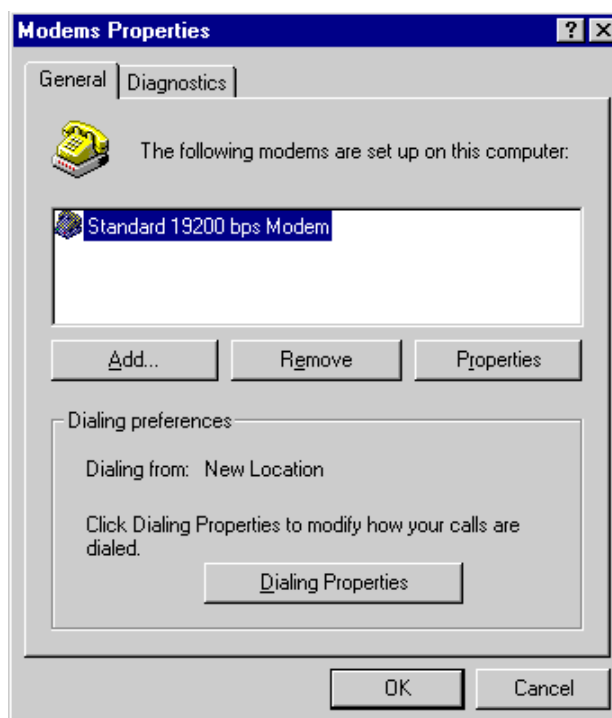 Modems Properties
General Diagnostics
The following modems are set up on this computer:
Standard 19200 bps Modem
Add... Remove Properties
Dialing preferences
Dialing from: New Location
Click Dialing Properties to modify how your calls are
dialed.
Dialing Properties
OK Cancel